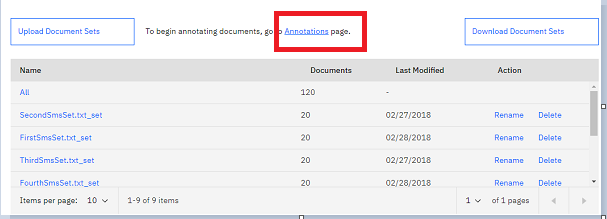 Upload Document Sets
To begin annotating documents, go to Annotations page.
Download Document Sets
Name Documents Last Modified Action
All 120 -
SecondSmsSet.txt_set 20 02/27/2018 Rename Delete
FirstSmsSet.txt_set 20 02/28/2018 Rename Delete
ThirdSmsSet.txt_set 20 02/27/2018 Rename Delete
FourthSmsSet.txt_set 20 02/28/2018 Rename Delete
Items per page: 10 1-9 of 9 items 1 of 1 pages